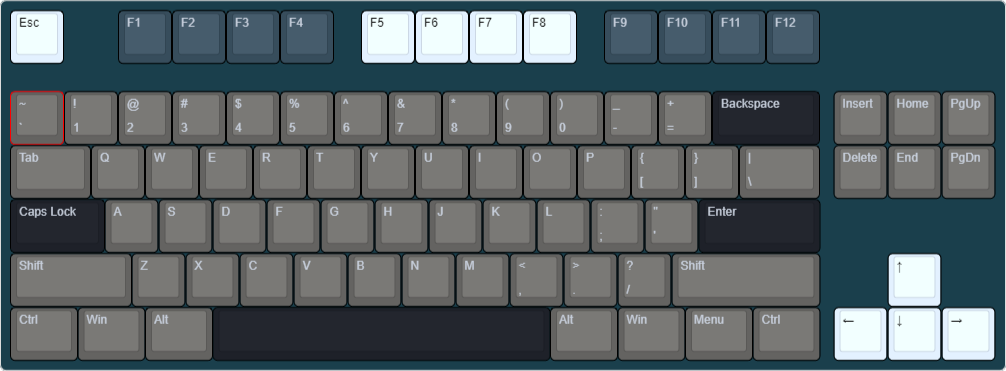 Esc F1 F2 F3 F4 F5 F6 F7 F8 F9 F10 F11 F12
~ ! @ # $ % ^ & * ( ) _ + Backspace Insert Home PgUp
` 1 2 3 4 5 6 7 8 9 0 - =
Tab Q W E R T Y U I O P { } | Delete End PgDn
[ ] \
Caps Lock A S D F G H J K L : " Enter
; '
Shift Z X C V B N M < > ? Shift ↑
, . /
Ctrl Win Alt Alt Win Menu Ctrl ← ↓ →